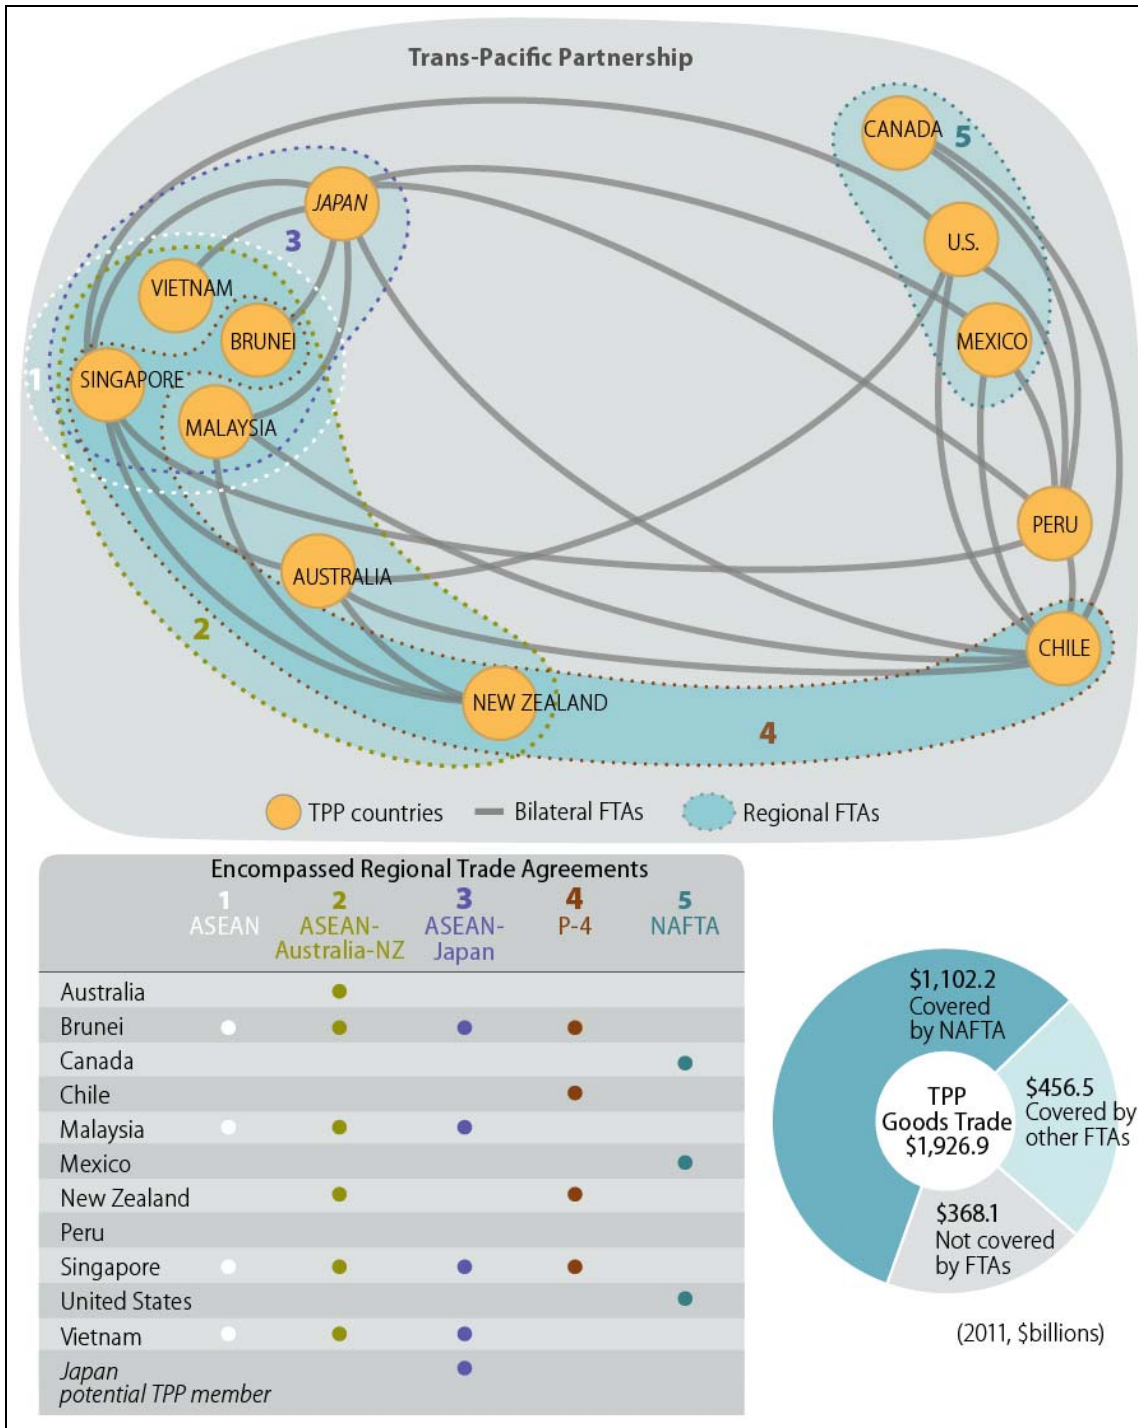 Trans-Pacific Partnership
CANADA
5
JAPAN
U.S.
3
VIETNAM
BRUNEI
MEXICO
1
SINGAPORE
MALAYSIA
PERU
AUSTRALIA
2
CHILE
NEW ZEALAND
4
TPP countries
Bilateral FTAs
Regional FTAs
Encompassed Regional Trade Agreements
1 2 3 4 5
ASEAN ASEAN- ASEAN- P-4 NAFTA
Australia-NZ Japan
Australia
Brunei
Canada
Chile
Malaysia
Mexico
New Zealand
Peru
Singapore
United States
Vietnam
Japan
potential TPP member
$1,102.2
Covered
by NAFTA
$456.5
Covered by
other FTAs
TPP
Goods Trade
$1,926.9
$368.1
Not covered
by FTAs
(2011, $billions)